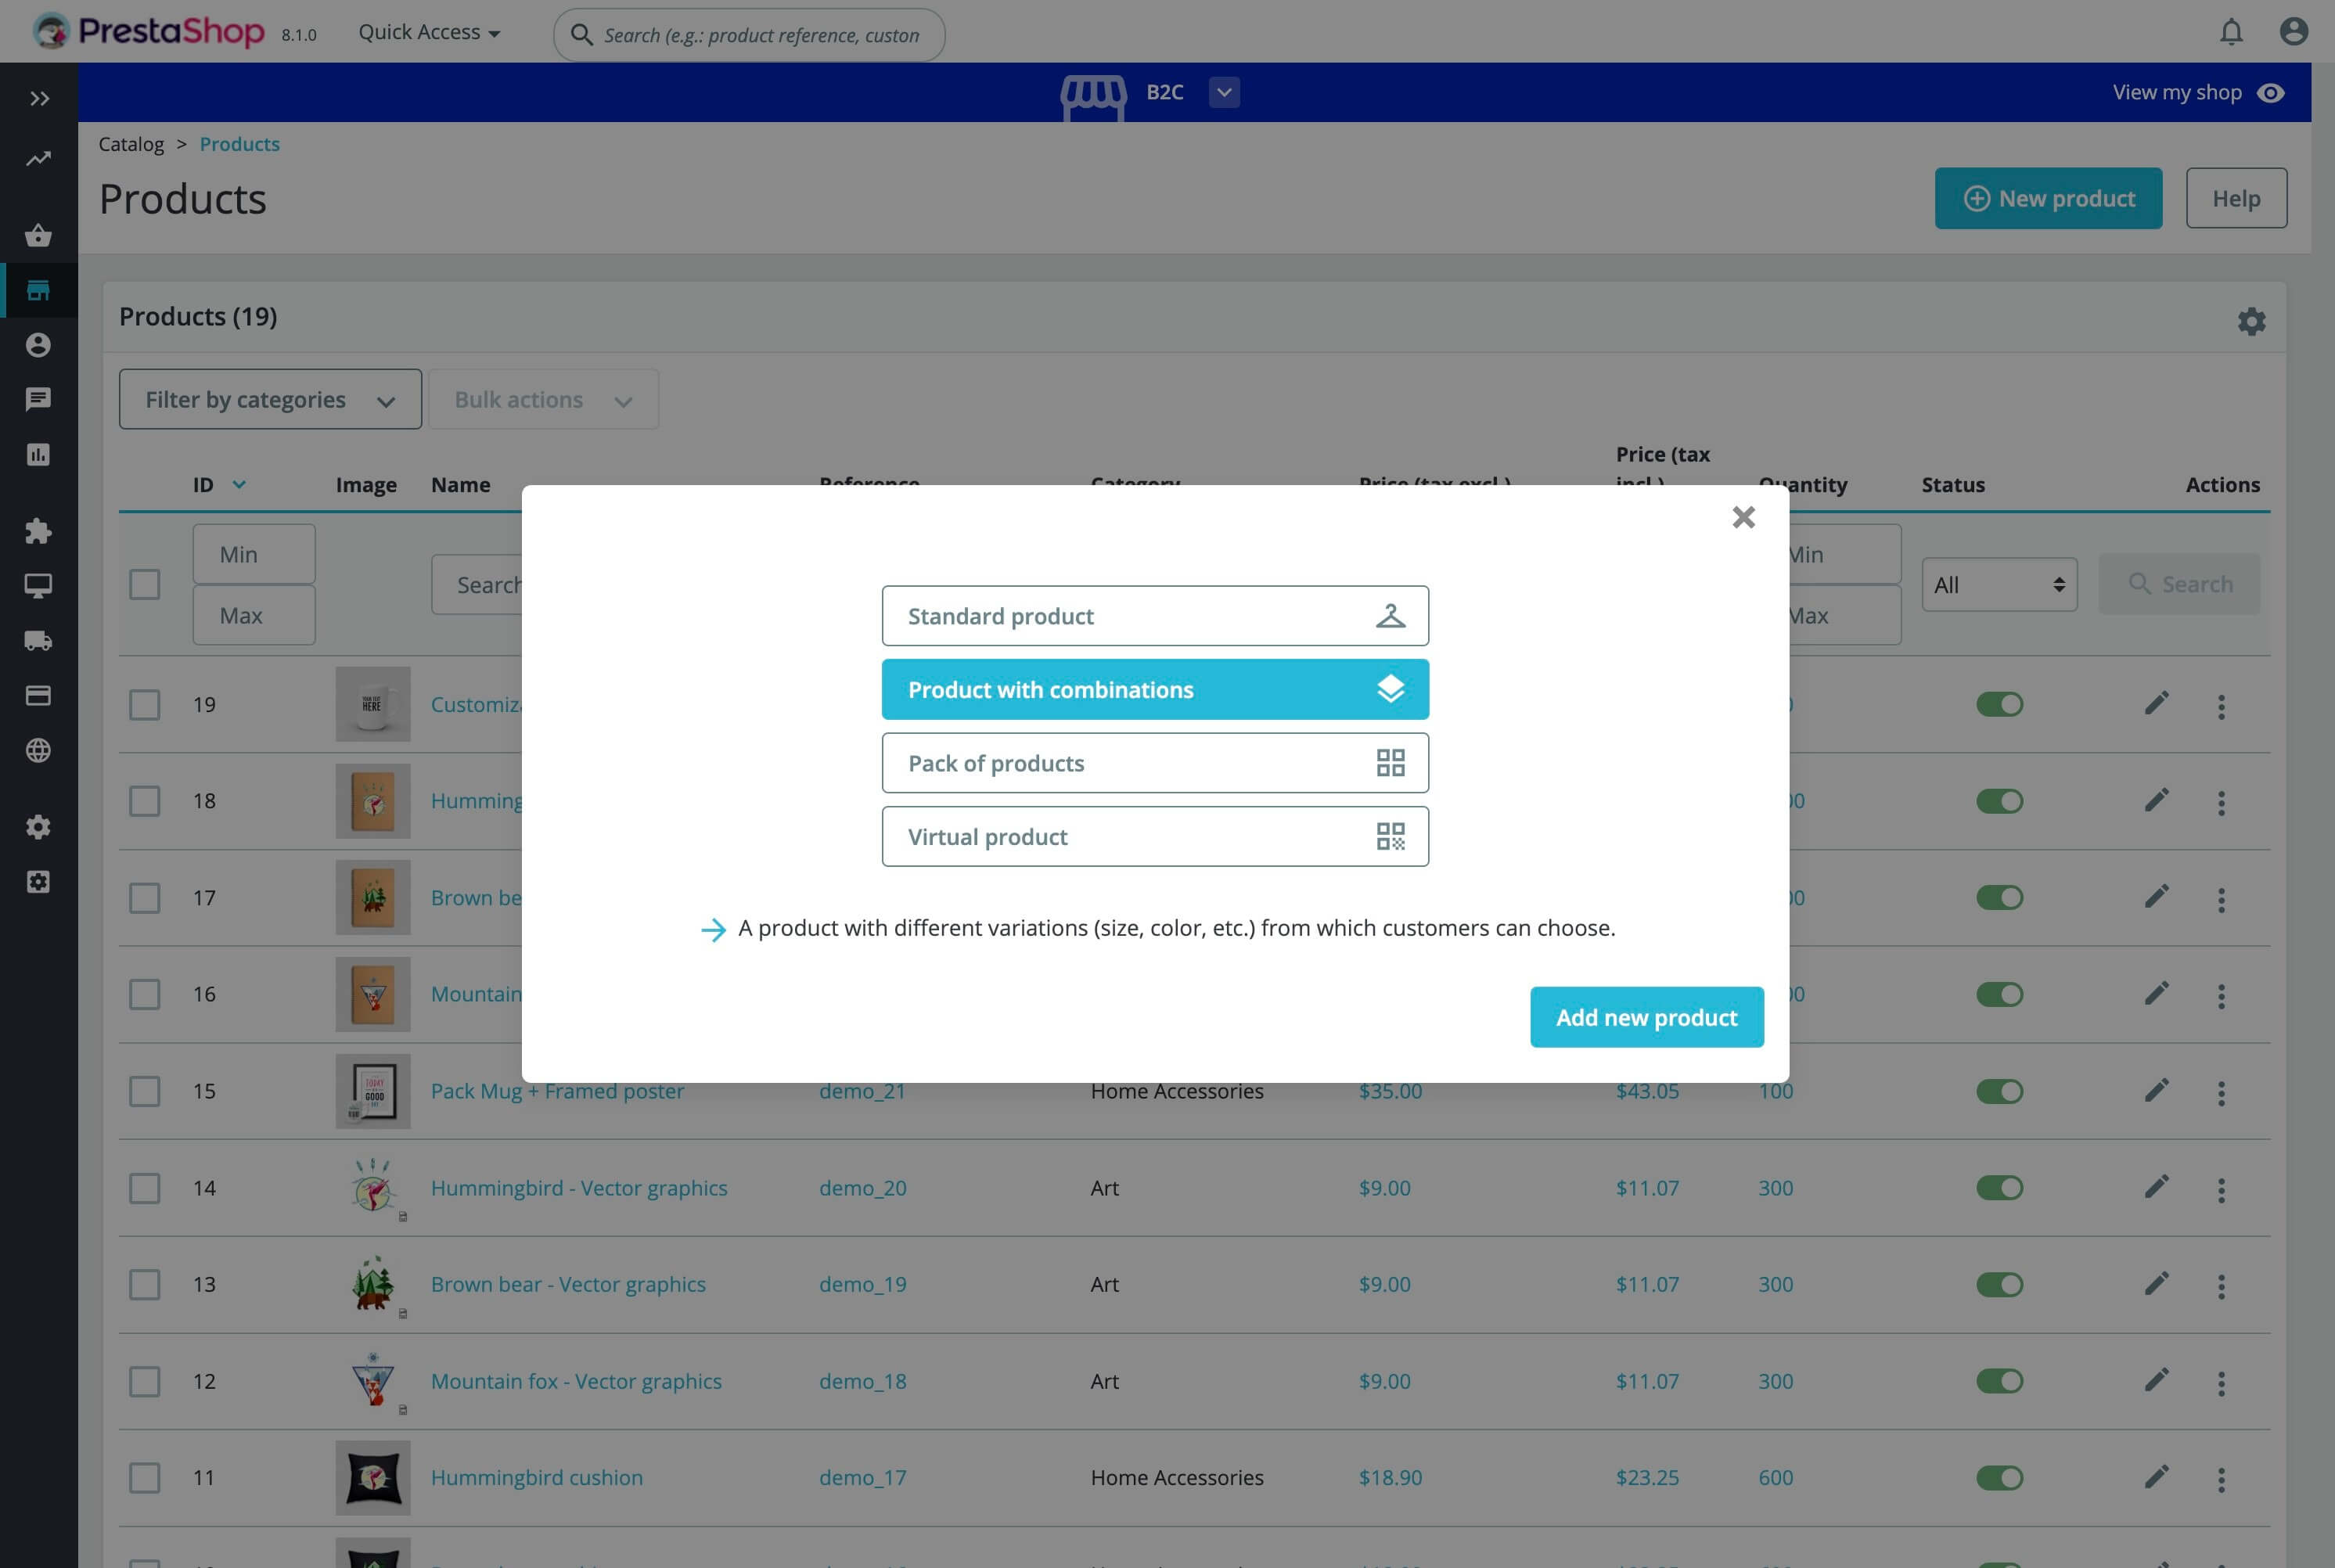 PrestaShop 8.1.0 Quick Access Search (e.g.: product reference, custon
B2C View my shop
Catalog > Products
Products New product Help
Products (19)
Filter by categories Bulk actions
ID Image Name Reference Category Price (tax excl.) Price (tax incl.) Quantity Status Actions
Min Min
Search All Search
Max Max
Standard product
Product with combinations
Pack of products
Virtual product
A product with different variations (size, color, etc.) from which customers can choose.
Add new product
19 YOUR TEXT HERE Customiz
18 Humming
17 Brown be
16 Mountain
15 TODAY GOOD DAY Pack Mug + Framed poster demo_21 Home Accessories $35.00 $43.05 100
14 Hummingbird - Vector graphics demo_20 Art $9.00 $11.07 300
13 Brown bear - Vector graphics demo_19 Art $9.00 $11.07 300
12 Mountain fox - Vector graphics demo_18 Art $9.00 $11.07 300
11 Hummingbird cushion demo_17 Home Accessories $18.90 $23.25 600